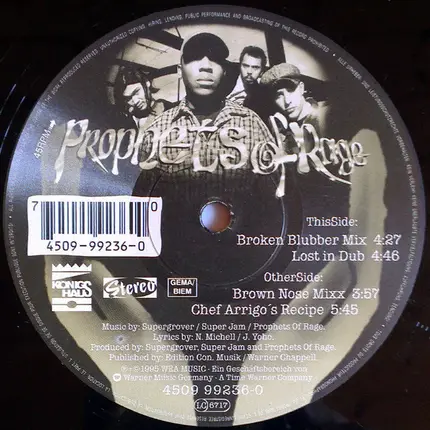 45RPM
Prophets of Rage
7 0
4509-99236-0
KÖNIGS
HAUS
Stereo
GEMA/
BIEM
ThisSide:
Broken Blubber Mix 4:27
Lost in Dub 4:46
OtherSide:
Brown Nose Mixx 3:57
Chef Arrigo´s Recipe 5:45
Music by: Supergrover / Super Jam / Prophets Of Rage.
Lyrics by: N. Michell / J. Yoho.
Produced by: Supergrover, Super Jam and Prophets Of Rage.
Published by: Edition Con. Musik / Warner Chappell.
℗+© 1995 WEA MUSIC - Ein Geschäftsbereich von
Warner Music Germany - A Time Warner Company
4509 99236-0
LC 6717